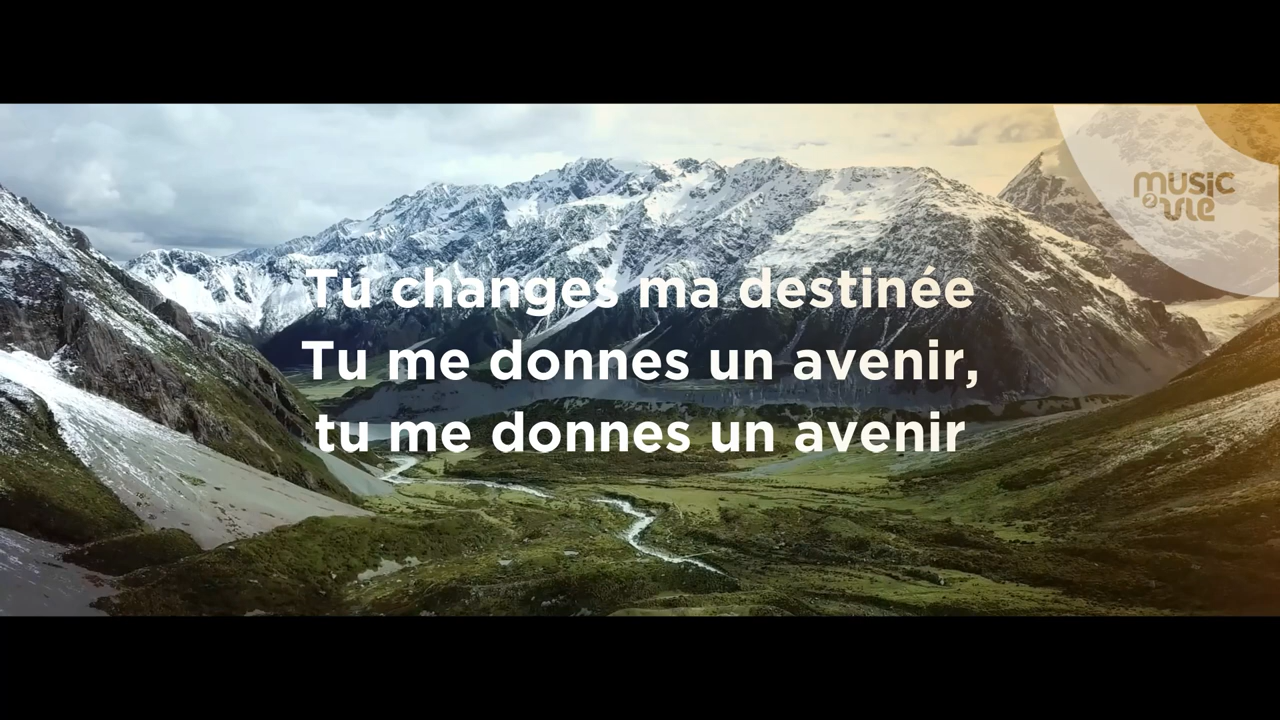 music
2 vie
Tu changes ma destinée
Tu me donnes un avenir,
tu me donnes un avenir